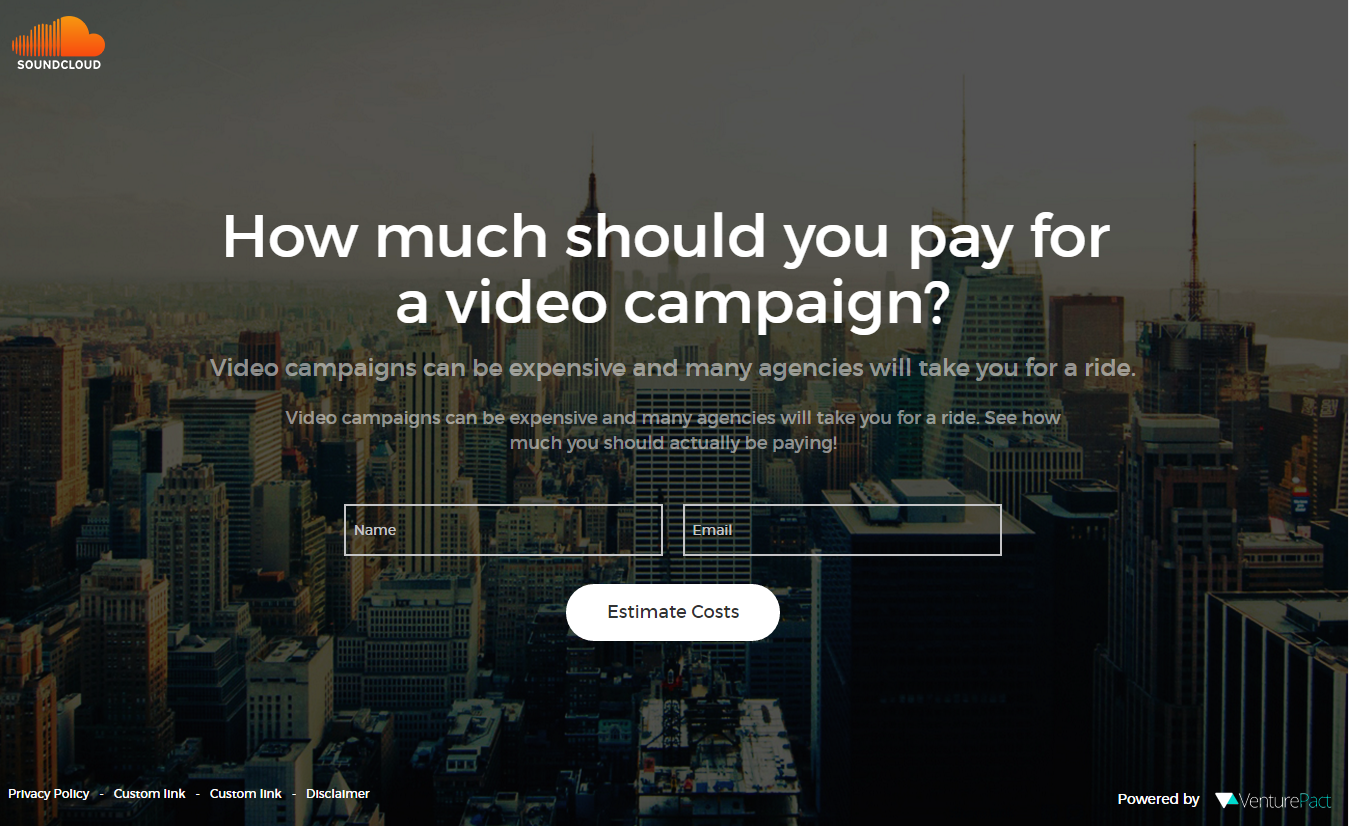 SOUNDCLOUD
How much should you pay for
a video campaign?
Video campaigns can be expensive and many agencies will take you for a ride.
Video campaigns can be expensive and many agencies will take you for a ride. See how
much you should actually be paying!
Name
Email
Estimate Costs
Privacy Policy - Custom link - Custom link - Disclaimer
Powered by VenturePact